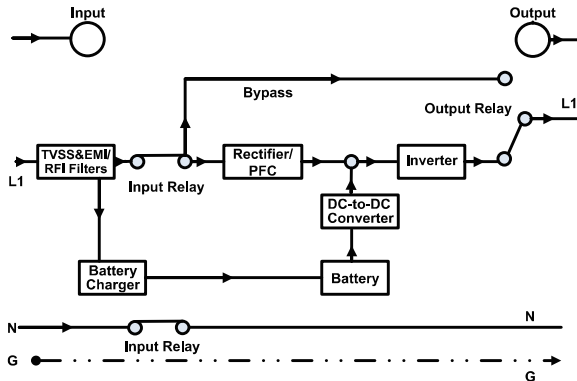 Input
Output
Bypass
Output Relay
L1
TVSS&EMI/
RFI Filters
L1
Input Relay
Rectifier/
PFC
Inverter
DC-to-DC
Converter
Battery
Charger
Battery
N
N
Input Relay
G
G